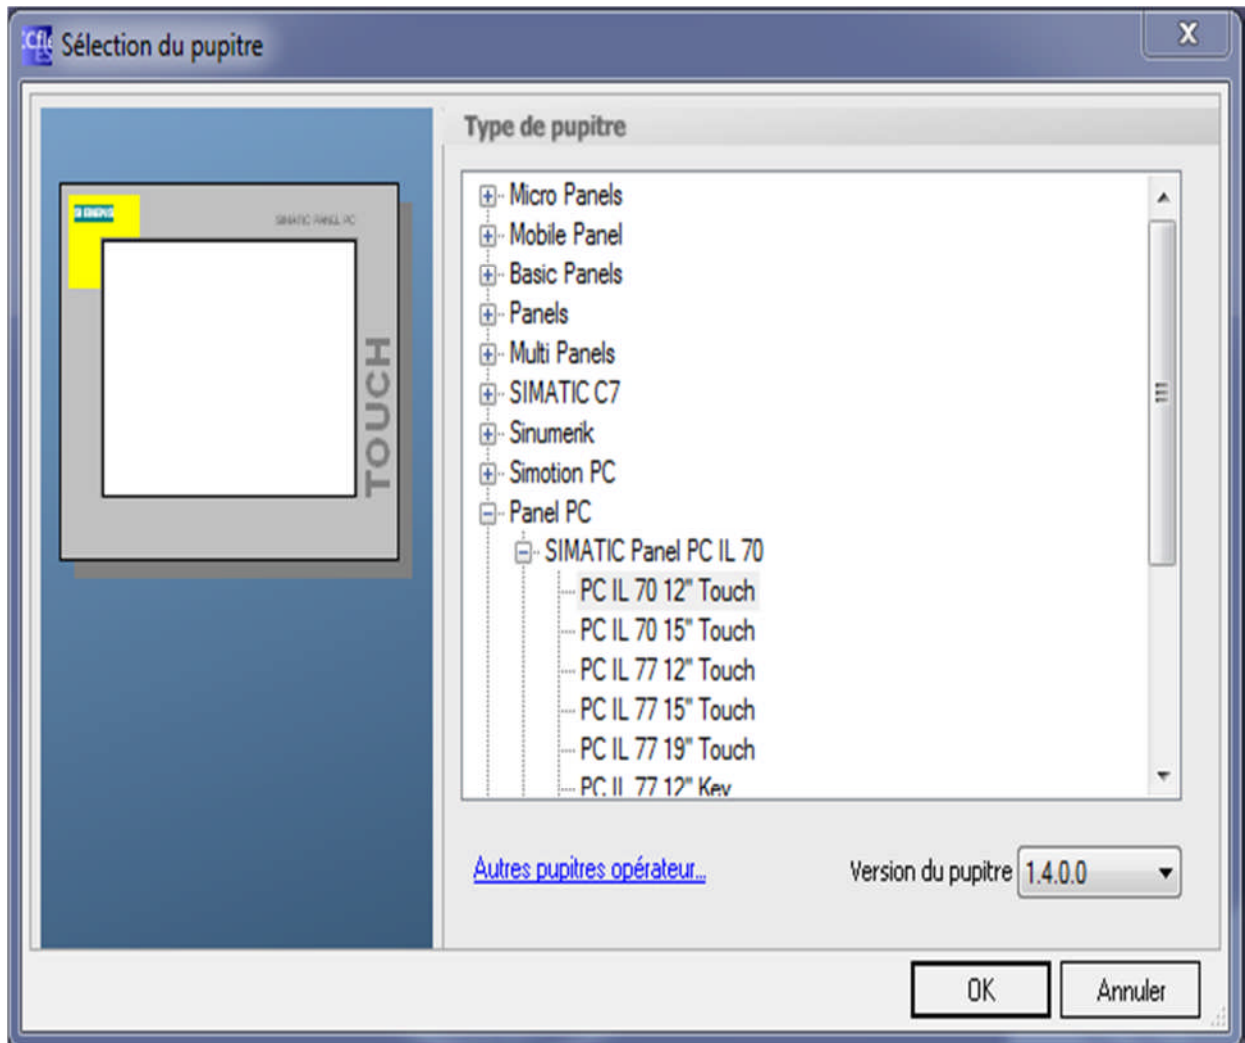 Sélection du pupitre
X
Type de pupitre
SIEMENS
SIMATIC PANEL PC
TOUCH
Micro Panels
Mobile Panel
Basic Panels
Panels
Multi Panels
SIMATIC C7
Sinumerik
Simotion PC
Panel PC
SIMATIC Panel PC IL 70
PC IL 70 12" Touch
PC IL 70 15" Touch
PC IL 77 12" Touch
PC IL 77 15" Touch
PC IL 77 19" Touch
PC IL 77 12" Key
Autres pupitres opérateur...
Version du pupitre 1.4.0.0
OK
Annuler